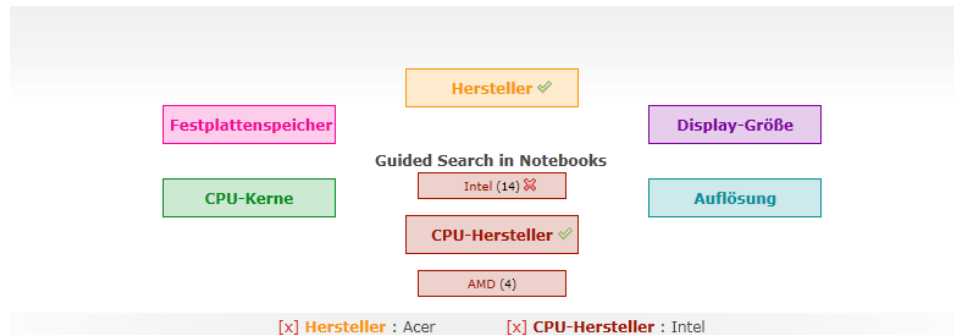 Hersteller
Festplattenspeicher
Display-Größe
Guided Search in Notebooks
Intel (14)
CPU-Kerne
Auflösung
CPU-Hersteller
AMD (4)
[x] Hersteller : Acer [x] CPU-Hersteller : Intel